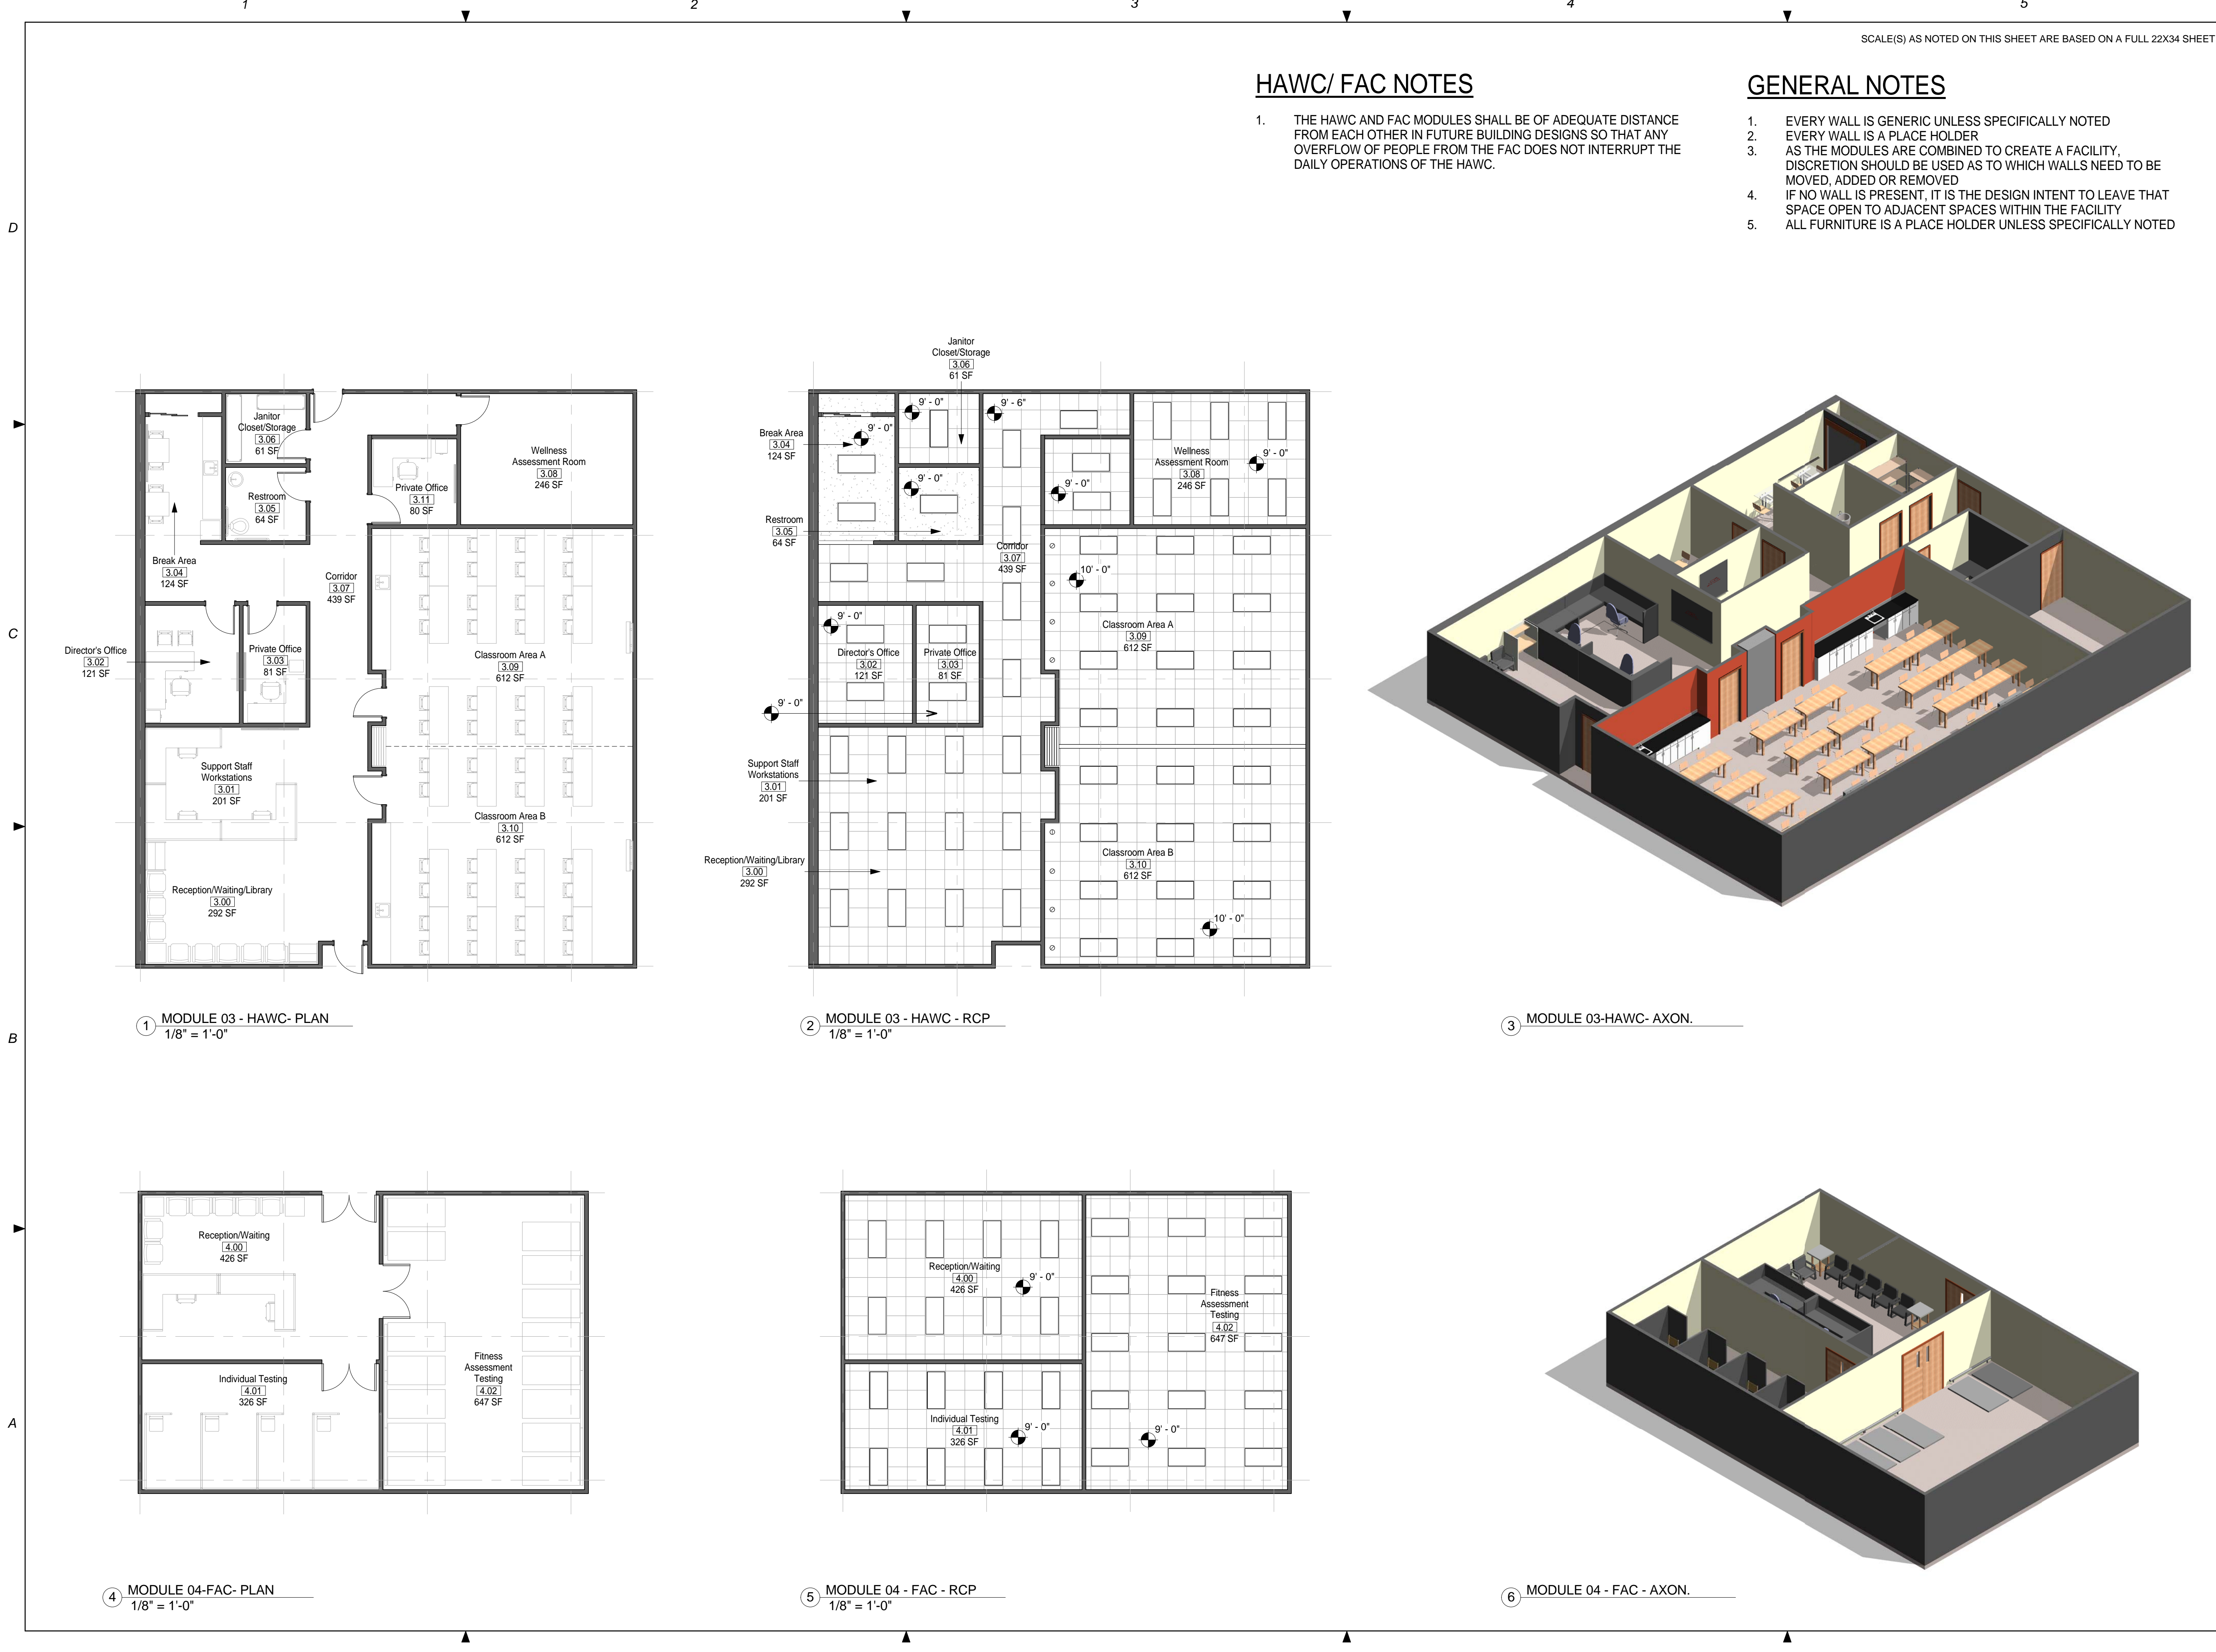 1
2
3
4
5
SCALE(S) AS NOTED ON THIS SHEET ARE BASED ON A FULL 22X34 SHEET
HAWC/ FAC NOTES
1. THE HAWC AND FAC MODULES SHALL BE OF ADEQUATE DISTANCE
FROM EACH OTHER IN FUTURE BUILDING DESIGNS SO THAT ANY
OVERFLOW OF PEOPLE FROM THE FAC DOES NOT INTERRUPT THE
DAILY OPERATIONS OF THE HAWC.
GENERAL NOTES
1. EVERY WALL IS GENERIC UNLESS SPECIFICALLY NOTED
2. EVERY WALL IS A PLACE HOLDER
3. AS THE MODULES ARE COMBINED TO CREATE A FACILITY,
DISCRETION SHOULD BE USED AS TO WHICH WALLS NEED TO BE
MOVED, ADDED OR REMOVED
4. IF NO WALL IS PRESENT, IT IS THE DESIGN INTENT TO LEAVE THAT
SPACE OPEN TO ADJACENT SPACES WITHIN THE FACILITY
5. ALL FURNITURE IS A PLACE HOLDER UNLESS SPECIFICALLY NOTED
D
C
B
A
Janitor
Closet/Storage
3.06
61 SF
Restroom
3.05
64 SF
Private Office
3.11
80 SF
Wellness
Assessment Room
3.08
246 SF
Break Area
3.04
124 SF
Corridor
3.07
439 SF
Director's Office
3.02
121 SF
Private Office
3.03
81 SF
Classroom Area A
3.09
612 SF
Support Staff
Workstations
3.01
201 SF
Classroom Area B
3.10
612 SF
Reception/Waiting/Library
3.00
292 SF
1
MODULE 03 - HAWC- PLAN
1/8" = 1'-0"
Janitor
Closet/Storage
3.06
61 SF
9' - 0"
9' - 6"
Break Area
3.04
124 SF
9' - 0"
Wellness
Assessment Room
3.08
246 SF
9' - 0"
9' - 0"
9' - 0"
Restroom
3.05
64 SF
Corridor
3.07
439 SF
10' - 0"
9' - 0"
Classroom Area A
3.09
612 SF
Director's Office
3.02
121 SF
Private Office
3.03
81 SF
9' - 0"
Support Staff
Workstations
3.01
201 SF
Reception/Waiting/Library
3.00
292 SF
Classroom Area B
3.10
612 SF
10' - 0"
2
MODULE 03 - HAWC - RCP
1/8" = 1'-0"
3
MODULE 03-HAWC- AXON.
Reception/Waiting
4.00
426 SF
Individual Testing
4.01
326 SF
Fitness
Assessment
Testing
4.02
647 SF
4
MODULE 04-FAC- PLAN
1/8" = 1'-0"
Reception/Waiting
4.00
426 SF
9' - 0"
Fitness
Assessment
Testing
4.02
647 SF
Individual Testing
4.01
326 SF
9' - 0"
9' - 0"
5
MODULE 04 - FAC - RCP
1/8" = 1'-0"
6
MODULE 04 - FAC - AXON.